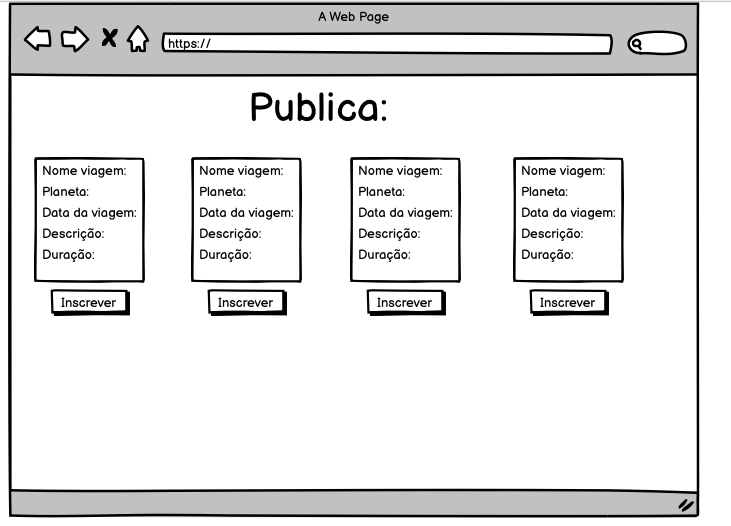 A Web Page
https://
Publica:
Nome viagem:
Planeta:
Data da viagem:
Descrição:
Duração:
Inscrever
Nome viagem:
Planeta:
Data da viagem:
Descrição:
Duração:
Inscrever
Nome viagem:
Planeta:
Data da viagem:
Descrição:
Duração:
Inscrever
Nome viagem:
Planeta:
Data da viagem:
Descrição:
Duração:
Inscrever